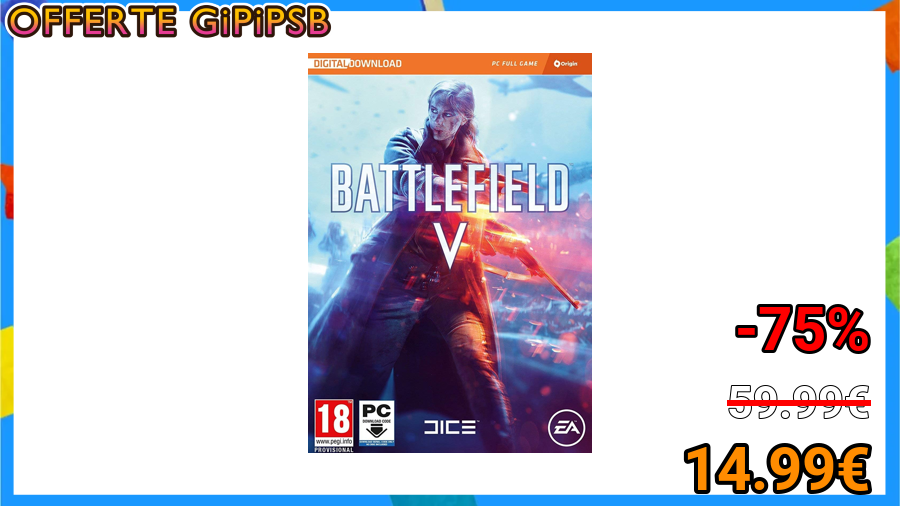 OFFERTE GiPiPSB
DIGITAL DOWNLOAD
PC FULL GAME
Origin
BATTLEFIELD
V
-75%
59.99€
14.99€
18
www.pegi.info
PROVISIONAL
PC
DOWNLOAD CODE
DICE
EA